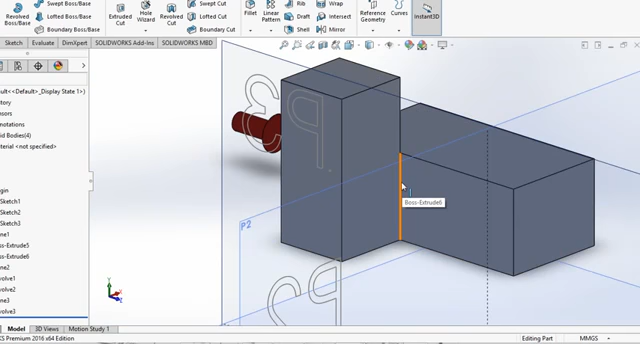 Revolved Boss/Base
Swept Boss/Base
Lofted Boss/Base
Boundary Boss/Base
Extruded Cut
Hole Wizard
Revolved Cut
Swept Cut
Lofted Cut
Boundary Cut
Fillet
Linear Pattern
Rib
Draft
Shell
Wrap
Intersect
Mirror
Reference Geometry
Curves
Instant3D
Sketch
Evaluate
DimXpert
SOLIDWORKS Add-Ins
SOLIDWORKS MBD
ult<<Default>_Display State 1>)
tory
sors
notations
id Bodies(4)
aterial <not specified>
gin
Sketch1
Sketch2
Sketch3
ne1
ss-Extrude5
ss-Extrude6
ne2
volve1
volve2
ne3
volve3
P3
P2
P2
Boss-Extrude6
Y
Z
Model
3D Views
Motion Study 1
KS Premium 2016 x64 Edition
Editing Part
MMGS